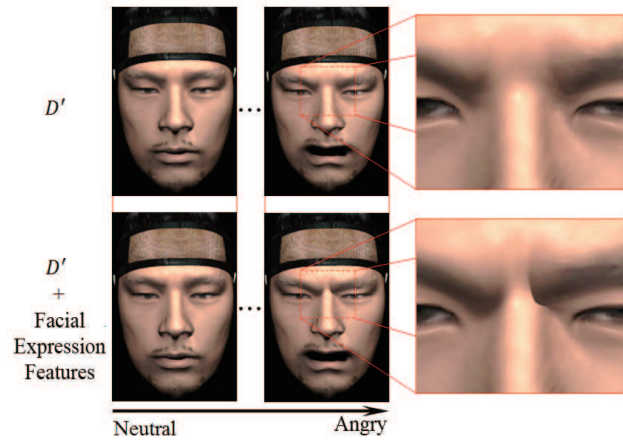 D′
D′
+
Facial
Expression
Features
Neutral
Angry